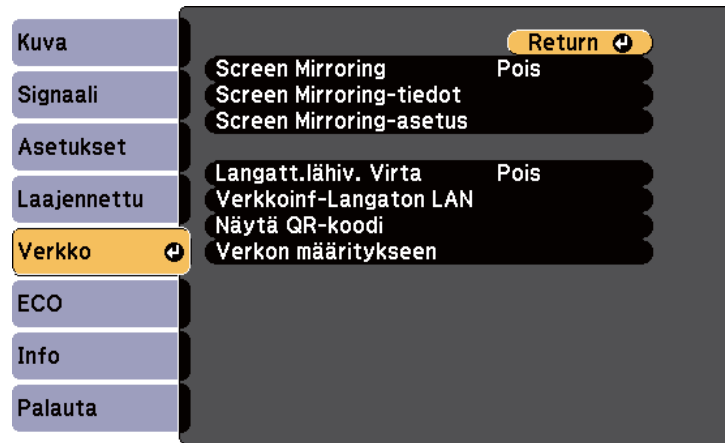 Kuva
Signaali
Asetukset
Laajennettu
Verkko
ECO
Info
Palauta
Return
Screen Mirroring Pois
Screen Mirroring-tiedot
Screen Mirroring-asetus
Langatt.lähiv. Virta Pois
Verkkoinf-Langaton LAN
Näytä QR-koodi
Verkon määritykseen